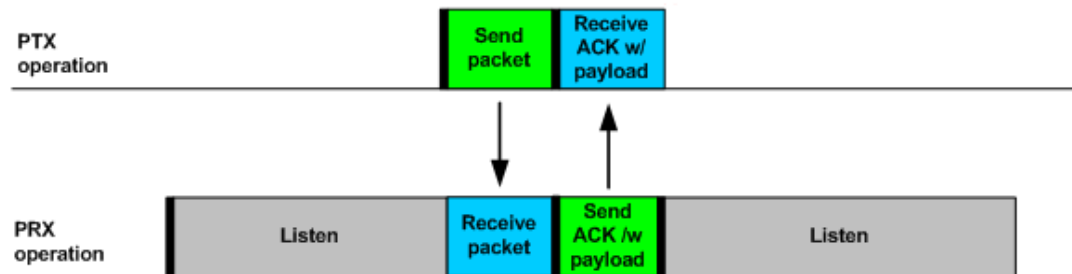 PTX
operation
Send
packet
Receive
ACK w/
payload
PRX
operation
Listen
Receive
packet
Send
ACK /w
payload
Listen